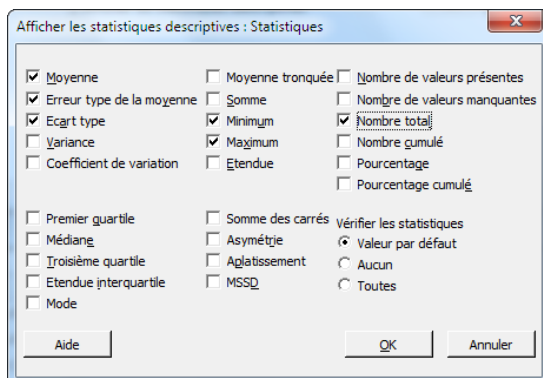 Afficher les statistiques descriptives : Statistiques
Moyenne
Erreur type de la moyenne
Ecart type
Variance
Coefficient de variation
Moyenne tronquée
Somme
Minimum
Maximum
Etendue
Nombre de valeurs présentes
Nombre de valeurs manquantes
Nombre total
Nombre cumulé
Pourcentage
Pourcentage cumulé
Premier quartile
Médiane
Troisième quartile
Etendue interquartile
Mode
Somme des carrés
Asymétrie
Aplatissement
MSSD
Vérifier les statistiques
Valeur par défaut
Aucun
Toutes
Aide
OK
Annuler